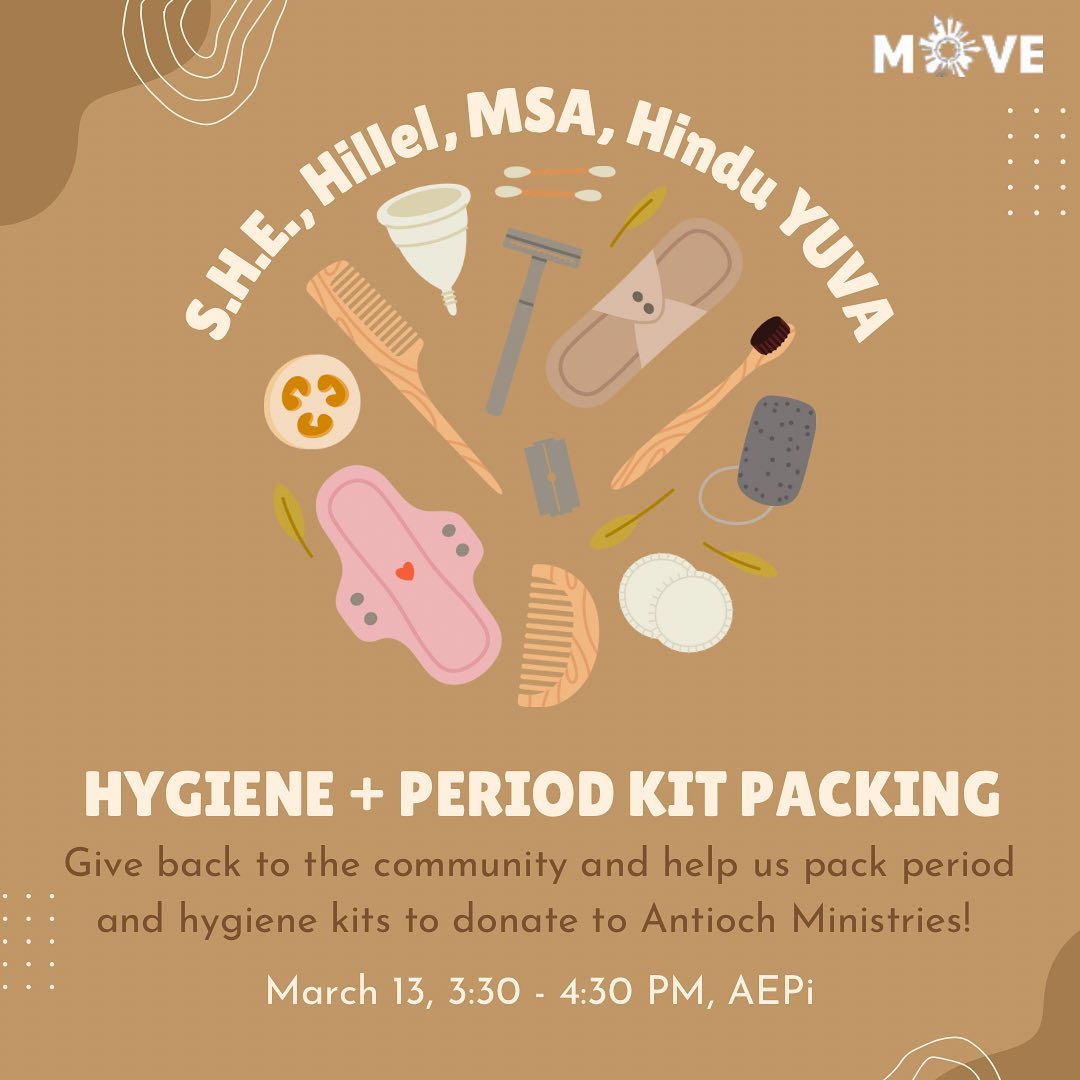 MOVE
S.H.E., Hillel, MSA, Hindu YUVA
HYGIENE + PERIOD KIT PACKING
Give back to the community and help us pack period
and hygiene kits to donate to Antioch Ministries!
March 13, 3:30 - 4:30 PM, AEPi